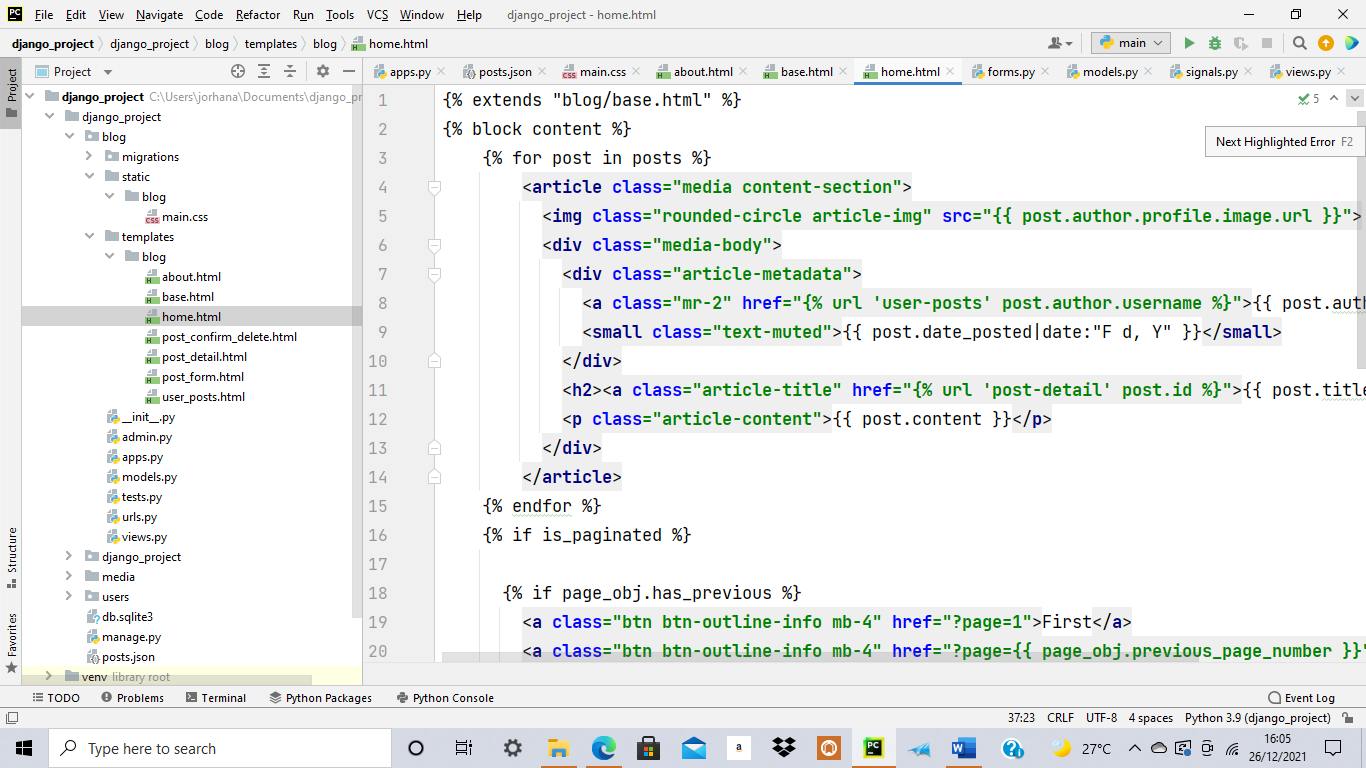 File Edit View Navigate Code Refactor Run Tools VCS Window Help django_project - home.html
django_project django_project blog templates blog home.html main
Project apps.py posts.json main.css about.html base.html home.html forms.py models.py signals.py views.py
Project
Structure
Favorites
django_project C:\Users\jorhana\Documents\django_pr
django_project
blog
migrations
static
blog
main.css
templates
blog
about.html
base.html
home.html
post_confirm_delete.html
post_detail.html
post_form.html
user_posts.html
__init__.py
admin.py
apps.py
models.py
tests.py
urls.py
views.py
django_project
media
users
db.sqlite3
manage.py
posts.json
venv library root
5
Next Highlighted Error F2
1 {% extends "blog/base.html" %}
2 {% block content %}
3 {% for post in posts %}
4 <article class="media content-section">
5 <img class="rounded-circle article-img" src="{{ post.author.profile.image.url }}">
6 <div class="media-body">
7 <div class="article-metadata">
8 <a class="mr-2" href="{% url 'user-posts' post.author.username %}">{{ post.auth
9 <small class="text-muted">{{ post.date_posted|date:"F d, Y" }}</small>
10 </div>
11 <h2><a class="article-title" href="{% url 'post-detail' post.id %}">{{ post.title
12 <p class="article-content">{{ post.content }}</p>
13 </div>
14 </article>
15 {% endfor %}
16 {% if is_paginated %}
17
18 {% if page_obj.has_previous %}
19 <a class="btn btn-outline-info mb-4" href="?page=1">First</a>
20 <a class="btn btn-outline-info mb-4" href="?page={{ page_obj.previous_page_number }}"
TODO Problems Terminal Python Packages Python Console Event Log
37:23 CRLF UTF-8 4 spaces Python 3.9 (django_project)
Type here to search 27°C 16:05
26/12/2021